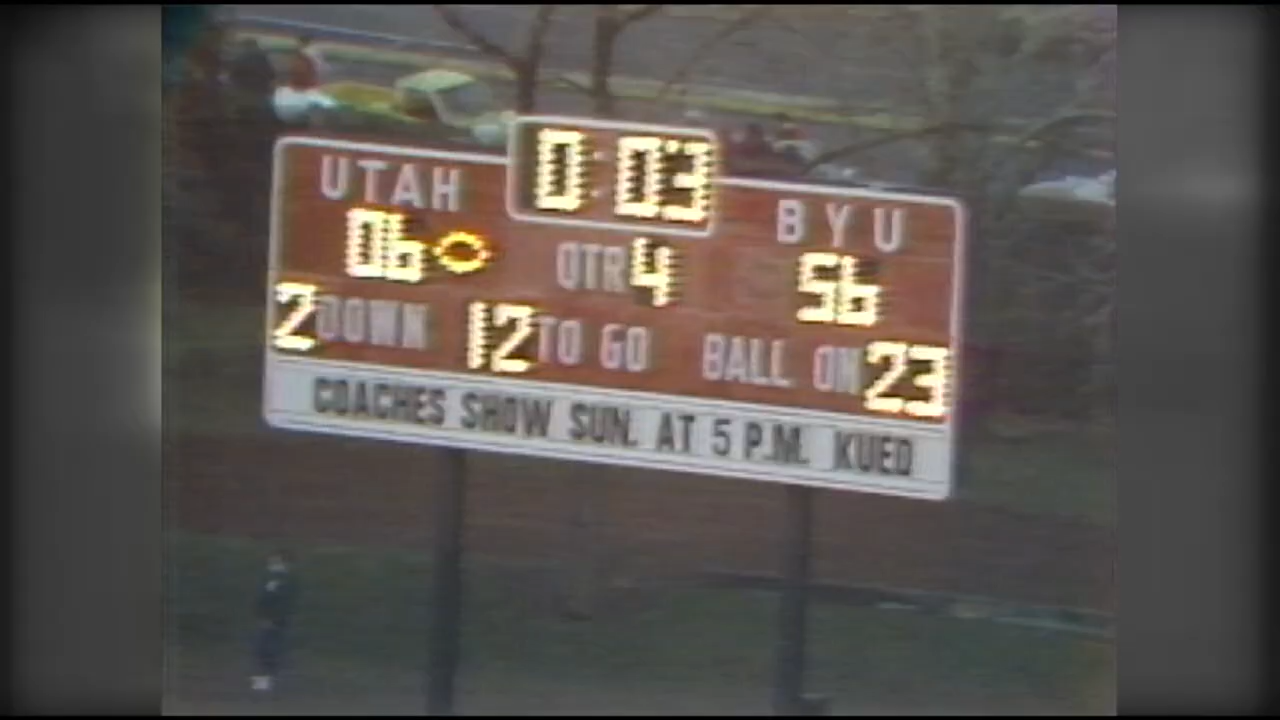 0:03
UTAH BYU
06 QTR 4 56
2 DOWN 12 TO GO BALL ON 23
COACHES SHOW SUN. AT 5 P.M. KUED